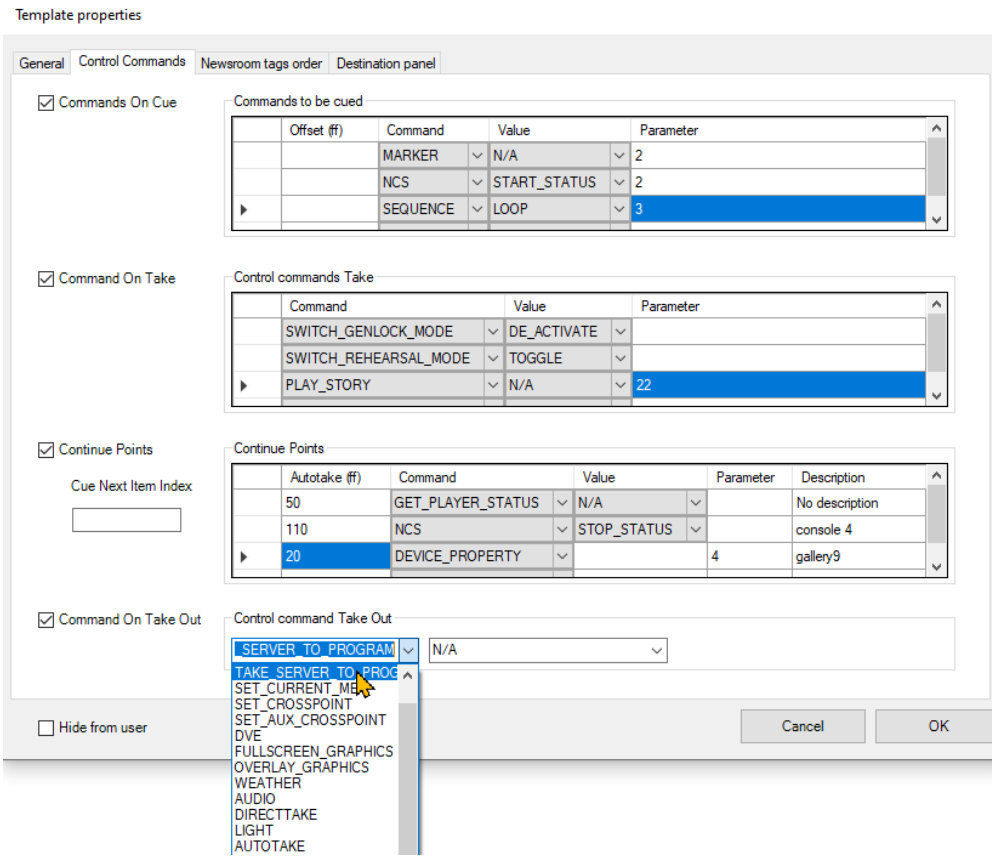 Template properties
General Control Commands Newsroom tags order Destination panel
Commands On Cue
Commands to be cued
Offset (ff) Command Value Parameter
MARKER N/A 2
NCS START_STATUS 2
SEQUENCE LOOP 3
Command On Take
Control commands Take
Command Value Parameter
SWITCH_GENLOCK_MODE DE_ACTIVATE
SWITCH_REHEARSAL_MODE TOGGLE
PLAY_STORY N/A 22
Continue Points
Cue Next Item Index
Continue Points
Autotake (ff) Command Value Parameter Description
50 GET_PLAYER_STATUS N/A No description
110 NCS STOP_STATUS console 4
20 DEVICE_PROPERTY 4 gallery9
Command On Take Out
Control command Take Out
_SERVER_TO_PROGRAM N/A
TAKE_SERVER_TO_PROG
SET_CURRENT_ME
SET_CROSSPOINT
SET_AUX_CROSSPOINT
DVE
FULLSCREEN_GRAPHICS
OVERLAY_GRAPHICS
WEATHER
AUDIO
DIRECTTAKE
LIGHT
AUTOTAKE
Hide from user
Cancel OK